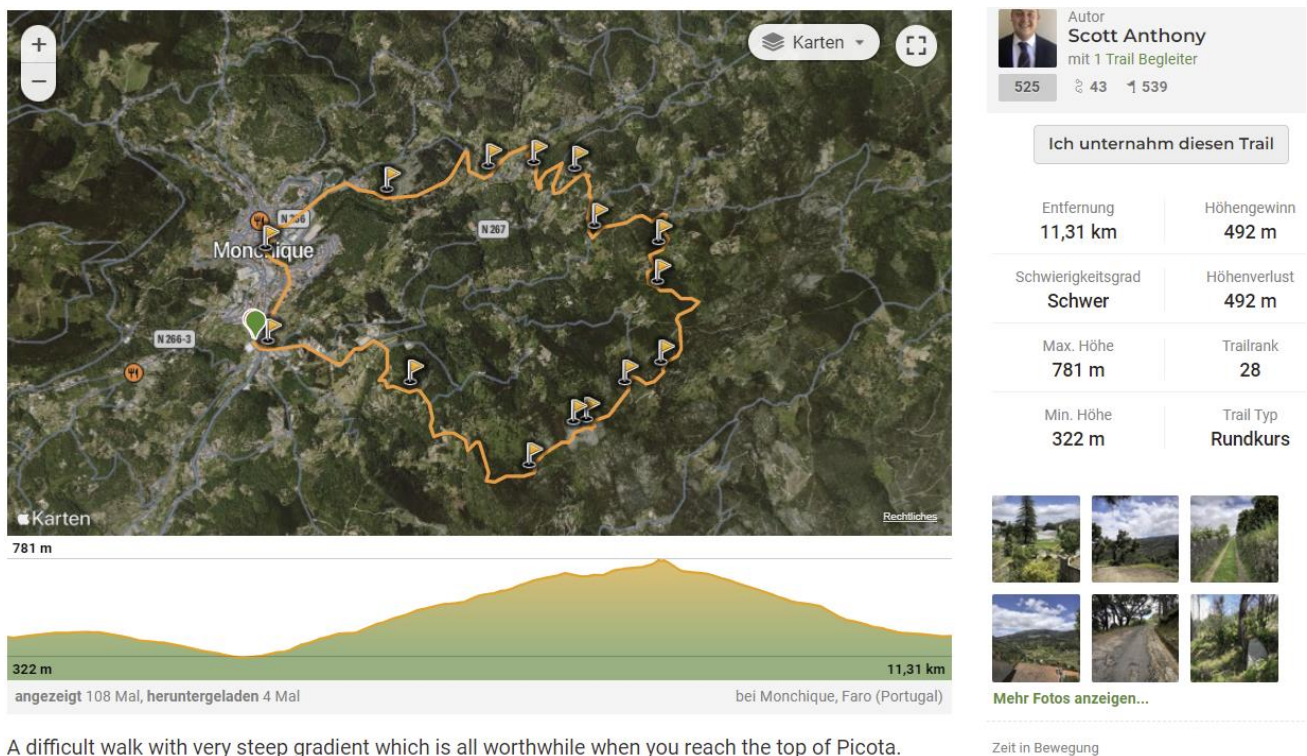 +
−
Karten
N 266
Monchique
N 267
N 266-3
Karten
Rechtliches
781 m
322 m
11,31 km
angezeigt 108 Mal, heruntergeladen 4 Mal
bei Monchique, Faro (Portugal)
A difficult walk with very steep gradient which is all worthwhile when you reach the top of Picota.
Autor
Scott Anthony
mit 1 Trail Begleiter
525 43 539
Ich unternahm diesen Trail
Entfernung Höhengewinn
11,31 km 492 m
Schwierigkeitsgrad Höhenverlust
Schwer 492 m
Max. Höhe Trailrank
781 m 28
Min. Höhe Trail Typ
322 m Rundkurs
Mehr Fotos anzeigen...
Zeit in Bewegung